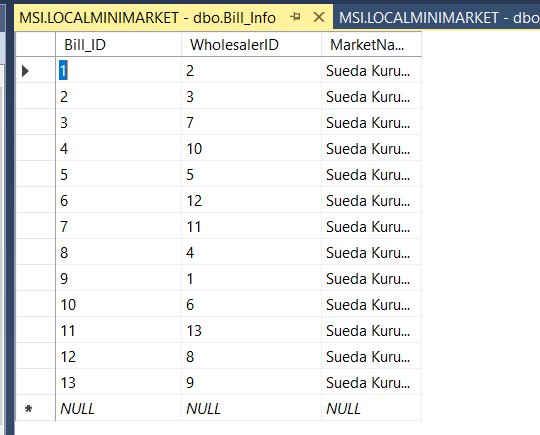 MSI.LOCALMINIMARKET - dbo.Bill_Info MSI.LOCALMINIMARKET - dbo
Bill_ID WholesalerID MarketNa...
1 2 Sueda Kuru...
2 3 Sueda Kuru...
3 7 Sueda Kuru...
4 10 Sueda Kuru...
5 5 Sueda Kuru...
6 12 Sueda Kuru...
7 11 Sueda Kuru...
8 4 Sueda Kuru...
9 1 Sueda Kuru...
10 6 Sueda Kuru...
11 13 Sueda Kuru...
12 8 Sueda Kuru...
13 9 Sueda Kuru...
* NULL NULL NULL